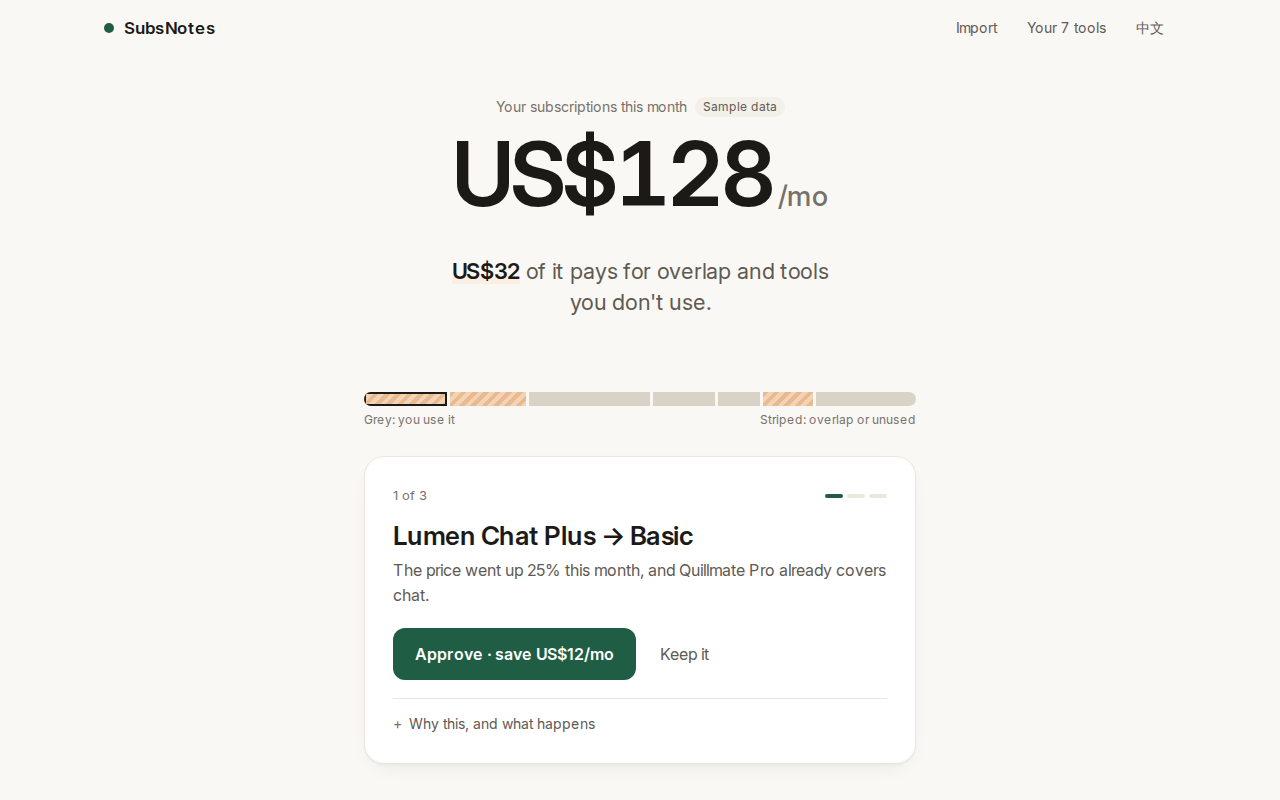 SubsNotes
Import
Your 7 tools
中文
Your subscriptions this month
Sample data
US$128/mo
US$32 of it pays for overlap and tools
you don't use.
Grey: you use it
Striped: overlap or unused
1 of 3
Lumen Chat Plus → Basic
The price went up 25% this month, and Quillmate Pro already covers
chat.
Approve · save US$12/mo
Keep it
+ Why this, and what happens